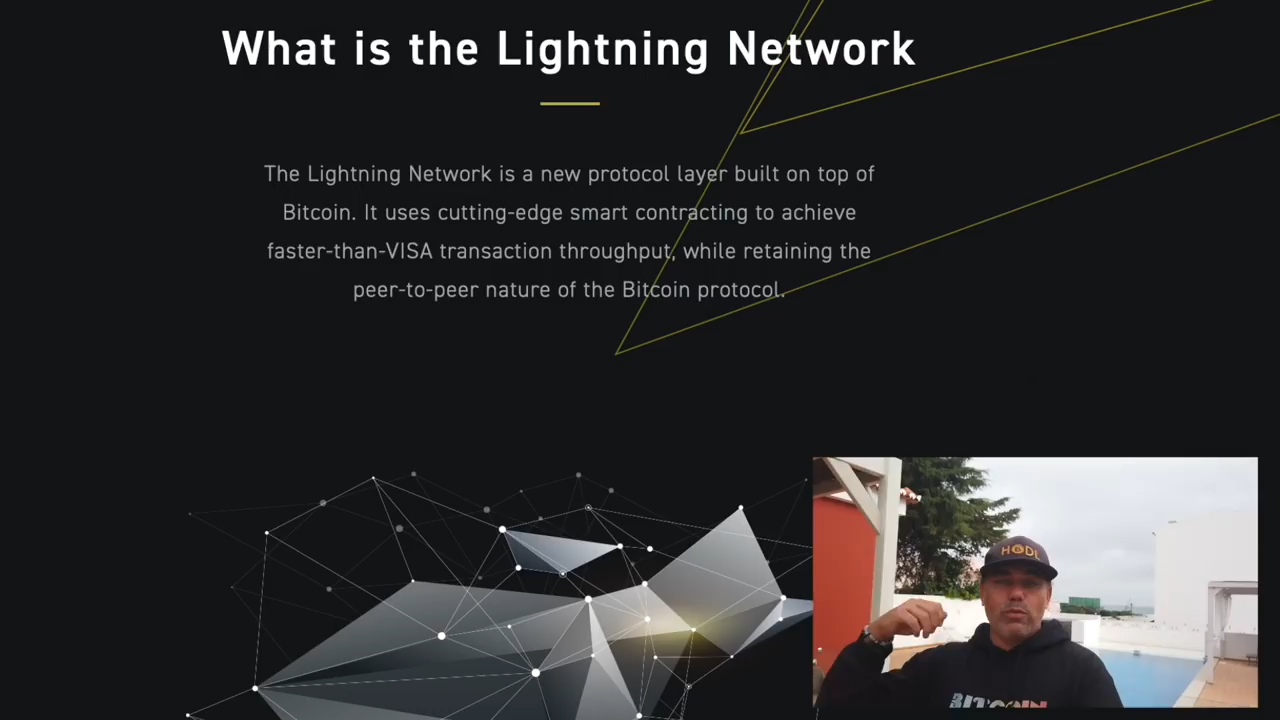 What is the Lightning Network
The Lightning Network is a new protocol layer built on top of
Bitcoin. It uses cutting-edge smart contracting to achieve
faster-than-VISA transaction throughput, while retaining the
peer-to-peer nature of the Bitcoin protocol.
HODL
BITCOIN